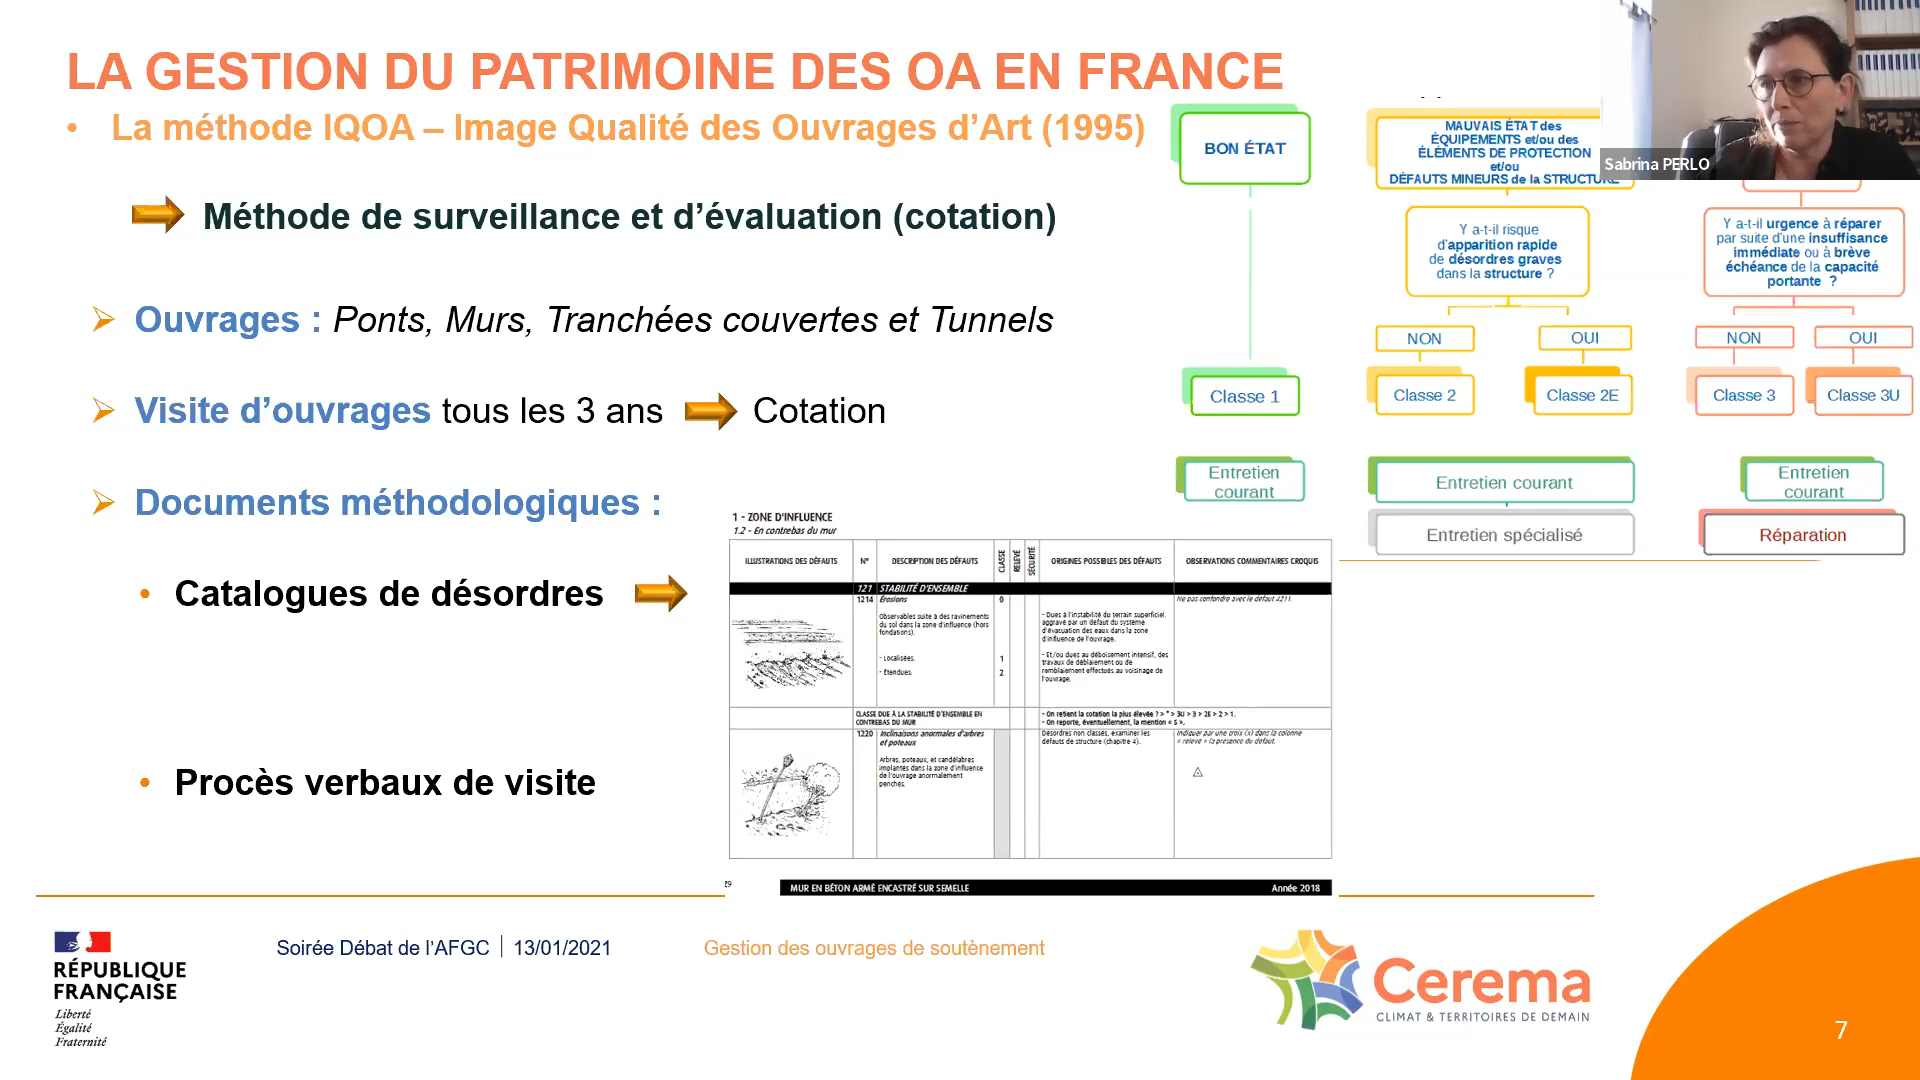 LA GESTION DU PATRIMOINE DES OA EN FRANCE
• La méthode IQOA – Image Qualité des Ouvrages d’Art (1995)
Méthode de surveillance et d’évaluation (cotation)
Ouvrages : Ponts, Murs, Tranchées couvertes et Tunnels
Visite d’ouvrages tous les 3 ans Cotation
Documents méthodologiques :
• Catalogues de désordres
• Procès verbaux de visite
BON ÉTAT
MAUVAIS ÉTAT des
ÉQUIPEMENTS et/ou des
ÉLÉMENTS DE PROTECTION
et/ou
DÉFAUTS MINEURS de la STRUCTURE
Sabrina PERLO
Y a-t-il risque
d'apparition rapide
de désordres graves
dans la structure ?
Y a-t-il urgence à réparer
par suite d'une insuffisance
immédiate ou à brève
échéance de la capacité
portante ?
NON
OUI
NON
OUI
Classe 1
Classe 2
Classe 2E
Classe 3
Classe 3U
Entretien
courant
Entretien courant
Entretien
courant
Entretien spécialisé
Réparation
1 - ZONE D'INFLUENCE
1.2 - En contrebas du mur
ILLUSTRATIONS DES DÉFAUTS N° DESCRIPTION DES DÉFAUTS CLASSE RELEVÉ SÉCURITÉ ORIGINES POSSIBLES DES DÉFAUTS OBSERVATIONS COMMENTAIRES CROQUIS
121 STABILITÉ D'ENSEMBLE
1214 Érosions 0
Observables suite à des ravinements
du sol dans la zone d'influence (hors
fondations).
- Localisées. 1
- Étendues. 2
- Dues à l'instabilité du terrain superficiel,
aggravé par un défaut du système
d'évacuation des eaux dans la zone
d'influence de l'ouvrage.
- Et/ou dues au déboisement intensif, des
travaux de déblaiement ou de
remblaiement effectués au voisinage de
l'ouvrage.
Ne pas confondre avec le défaut 4211.
CLASSE DUE À LA STABILITÉ D'ENSEMBLE EN
CONTREBAS DU MUR
- On retient la cotation la plus élevée ? > * > 3U > 3 > 2E > 2 > 1.
- On reporte, éventuellement, la mention « S ».
1220 Inclinaisons anormales d'arbres
et poteaux
Arbres, poteaux, et candélabres
implantés dans la zone d'influence
de l'ouvrage anormalement
penchés.
Désordres non classés, examiner les
défauts de structure (chapitre 4).
Indiquer par une croix (x) dans la colonne
« relevé » la présence du défaut.
MUR EN BÉTON ARMÉ ENCASTRÉ SUR SEMELLE Année 2018
RÉPUBLIQUE
FRANÇAISE
Liberté
Égalité
Fraternité
Soirée Débat de l’AFGC | 13/01/2021
Gestion des ouvrages de soutènement
Cerema
CLIMAT & TERRITOIRES DE DEMAIN
7